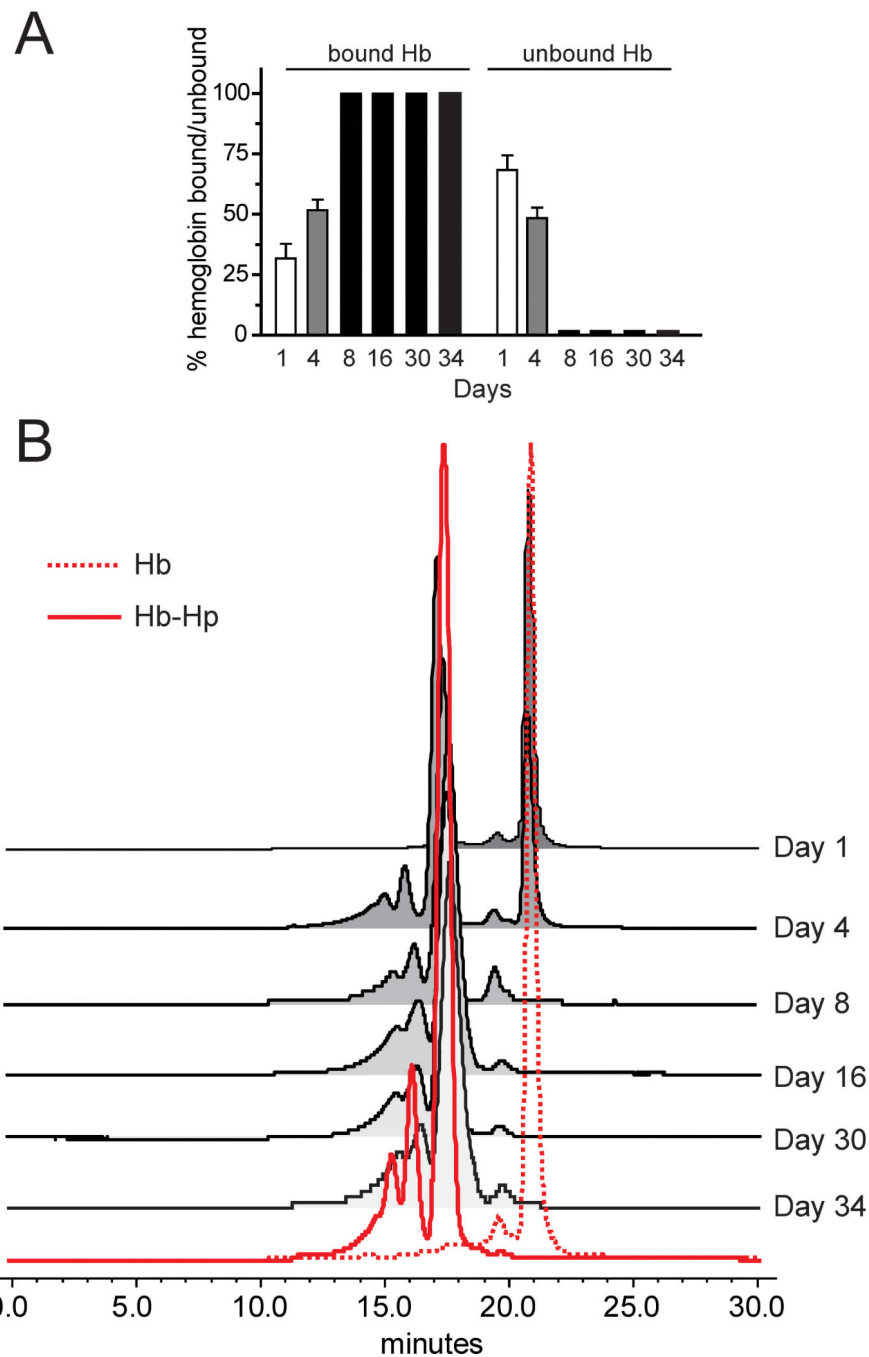 A
bound Hb unbound Hb
% hemoglobin bound/unbound
100
75
50
25
0
1 4 8 16 30 34 1 4 8 16 30 34
Days
B
Hb
Hb-Hp
Day 1
Day 4
Day 8
Day 16
Day 30
Day 34
0.0 5.0 10.0 15.0 20.0 25.0 30.0
minutes